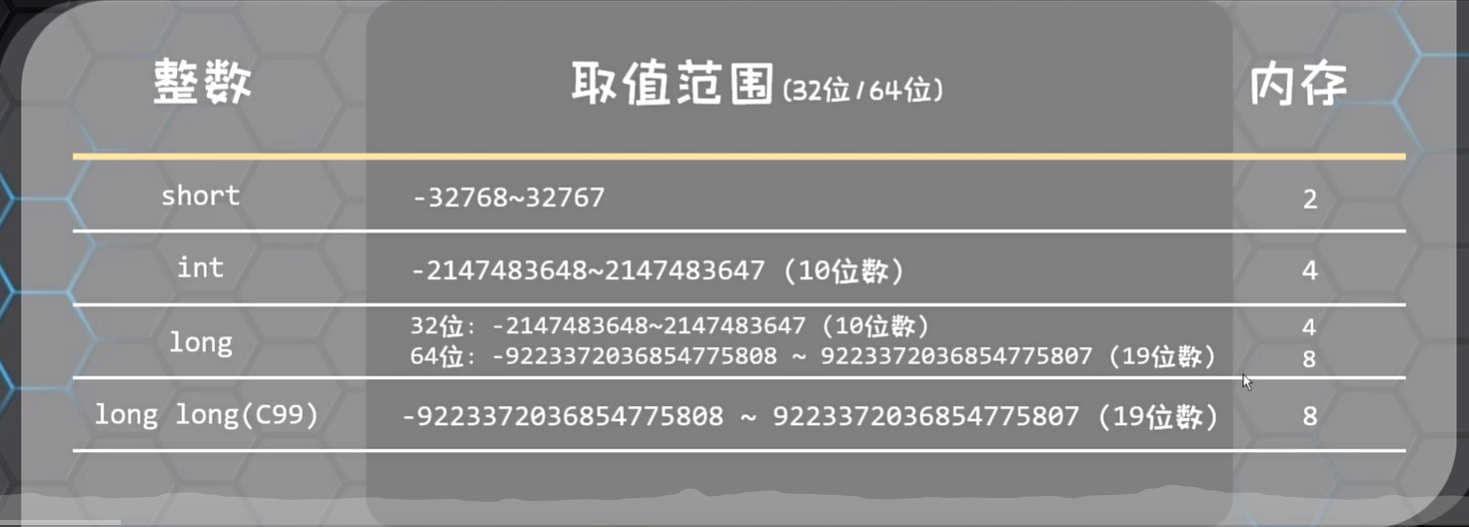 整数 取值范围(32位/64位) 内存
short -32768~32767 2
int -2147483648~2147483647 (10位数) 4
long 32位: -2147483648~2147483647 (10位数) 4
64位: -9223372036854775808 ~ 9223372036854775807 (19位数) 8
long long(C99) -9223372036854775808 ~ 9223372036854775807 (19位数) 8